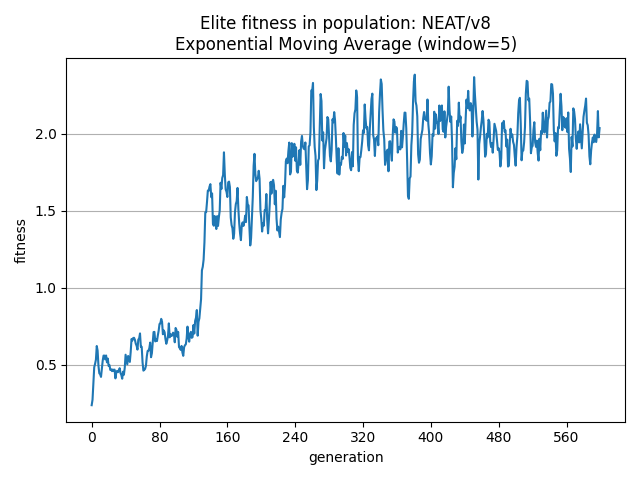 Elite fitness in population: NEAT/v8
Exponential Moving Average (window=5)
fitness
2.0
1.5
1.0
0.5
0 80 160 240 320 400 480 560
generation